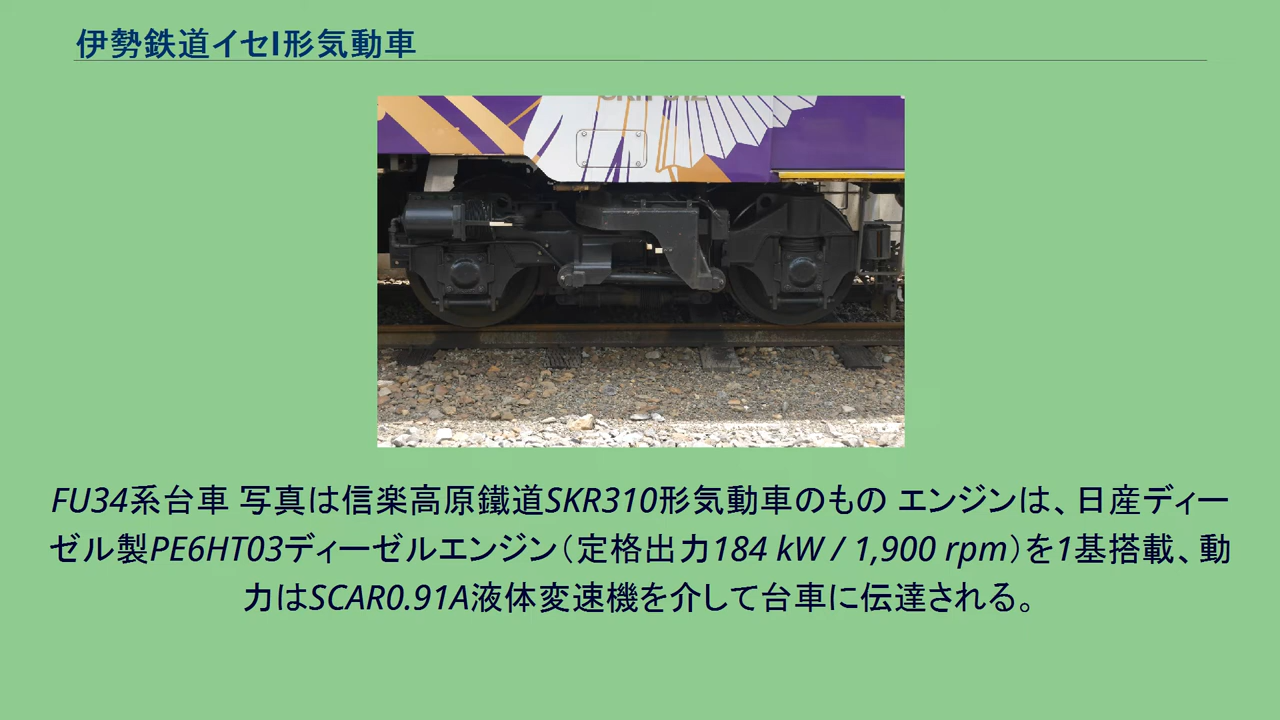 伊勢鉄道イセI形気動車
FU34系台車 写真は信楽高原鐵道SKR310形気動車のもの エンジンは、日産ディー
ゼル製PE6HT03ディーゼルエンジン（定格出力184 kW / 1,900 rpm）を1基搭載、動
力はSCAR0.91A液体変速機を介して台車に伝達される。